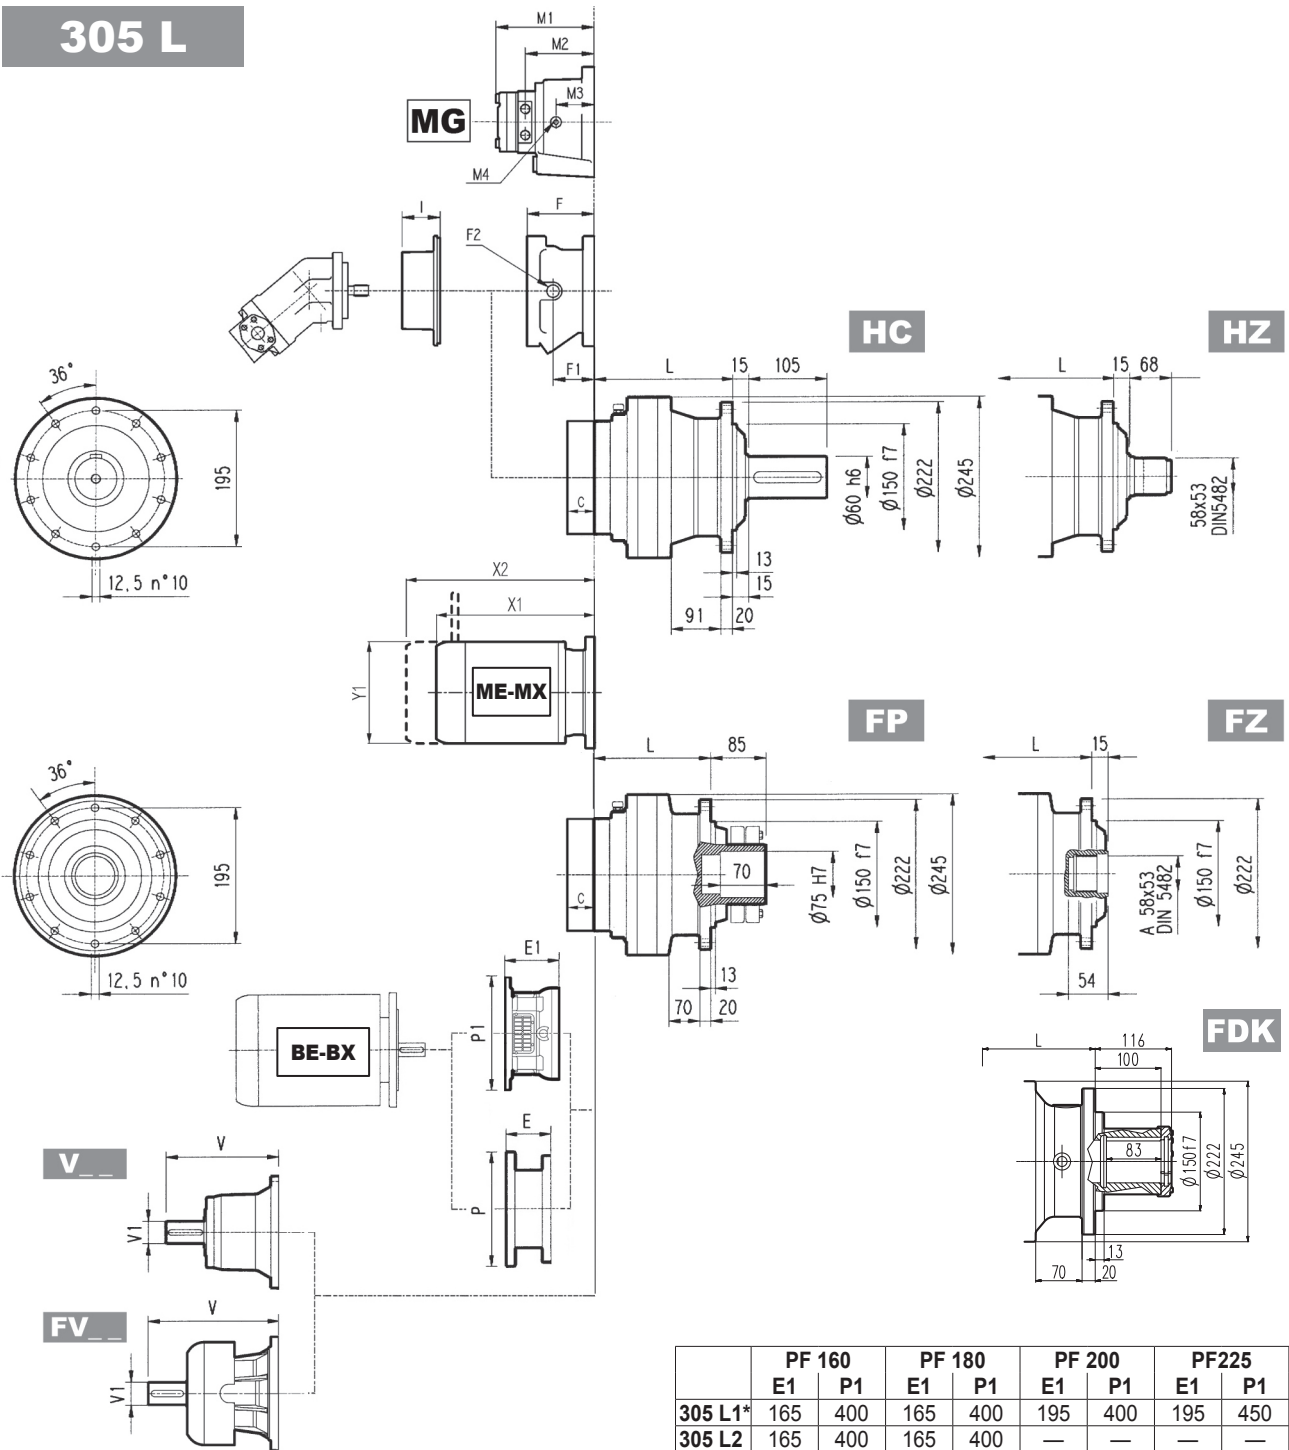 305 L
M1
M2
M3
MG
M4
I
F
F2
HC
HZ
F1
L 15 105
L 15 68
36°
195
12,5 n°10
C
Ø60 h6
Ø150 f7
Ø222
Ø245
58x53
DIN5482
13
15
91 20
X2
X1
Y1
ME-MX
FP
FZ
L 85
L 15
36°
195
12,5 n°10
C
70
Ø75 H7
Ø150 f7
Ø222
Ø245
A 58x53
DIN 5482
Ø150 f7
Ø222
13
70 20
54
E1
P1
BE-BX
FDK
L 116
100
83
Ø150f7
Ø222
Ø245
13
70 20
E
P
V_ _
V
V1
FV_ _
V
V1
PF 160 PF 180 PF 200 PF225
E1 P1 E1 P1 E1 P1 E1 P1
305 L1* 165 400 165 400 195 400 195 450
305 L2 165 400 165 400 — — — —